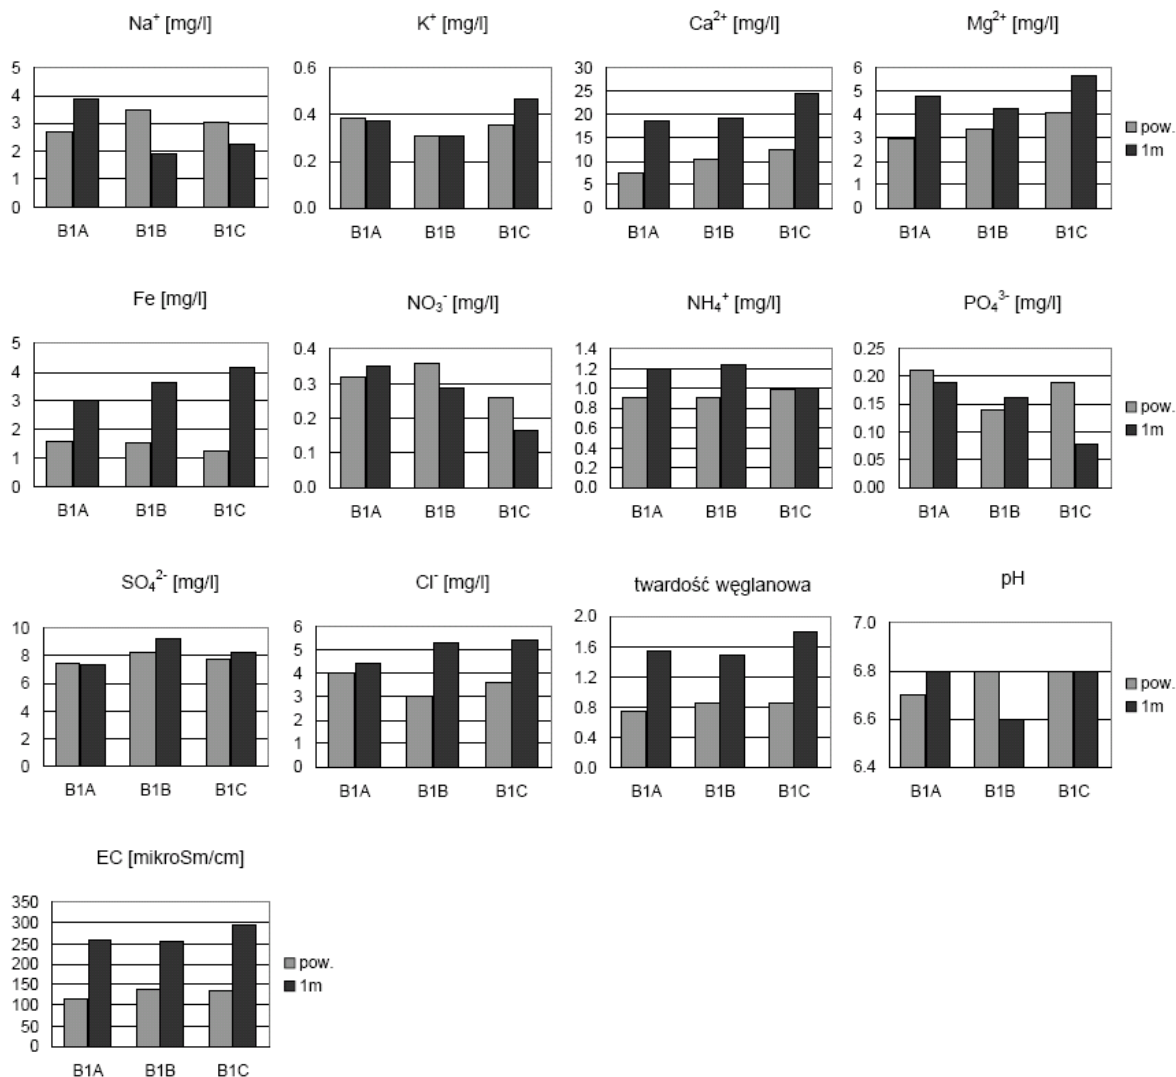 Na⁺ [mg/l] K⁺ [mg/l] Ca²⁺ [mg/l] Mg²⁺ [mg/l]
5 0.6 30 6
4 25 5
3 0.4 20 4
2 15 3
1 0.2 10 2
0 5 1
0.0 0 0
B1A B1B B1C B1A B1B B1C B1A B1B B1C B1A B1B B1C
pow.
1m
Fe [mg/l] NO₃⁻ [mg/l] NH₄⁺ [mg/l] PO₄³⁻ [mg/l]
5 0.4 1.4 0.25
4 0.3 1.2 0.20
3 0.2 1.0 0.15
2 0.1 0.8 0.10
1 0.0 0.6 0.05
0 0.4 0.00
0.2
0.0
B1A B1B B1C B1A B1B B1C B1A B1B B1C B1A B1B B1C
pow.
1m
SO₄²⁻ [mg/l] Cl⁻ [mg/l] twardość węglanowa pH
10 6 2.0 7.0
8 5 1.6 6.8
6 4 1.2 6.6
4 3 0.8 6.4
2 2 0.4
0 1 0.0
0
B1A B1B B1C B1A B1B B1C B1A B1B B1C B1A B1B B1C
pow.
1m
EC [mikroSm/cm]
350
300
250
200
150
100
50
0
B1A B1B B1C
pow.
1m